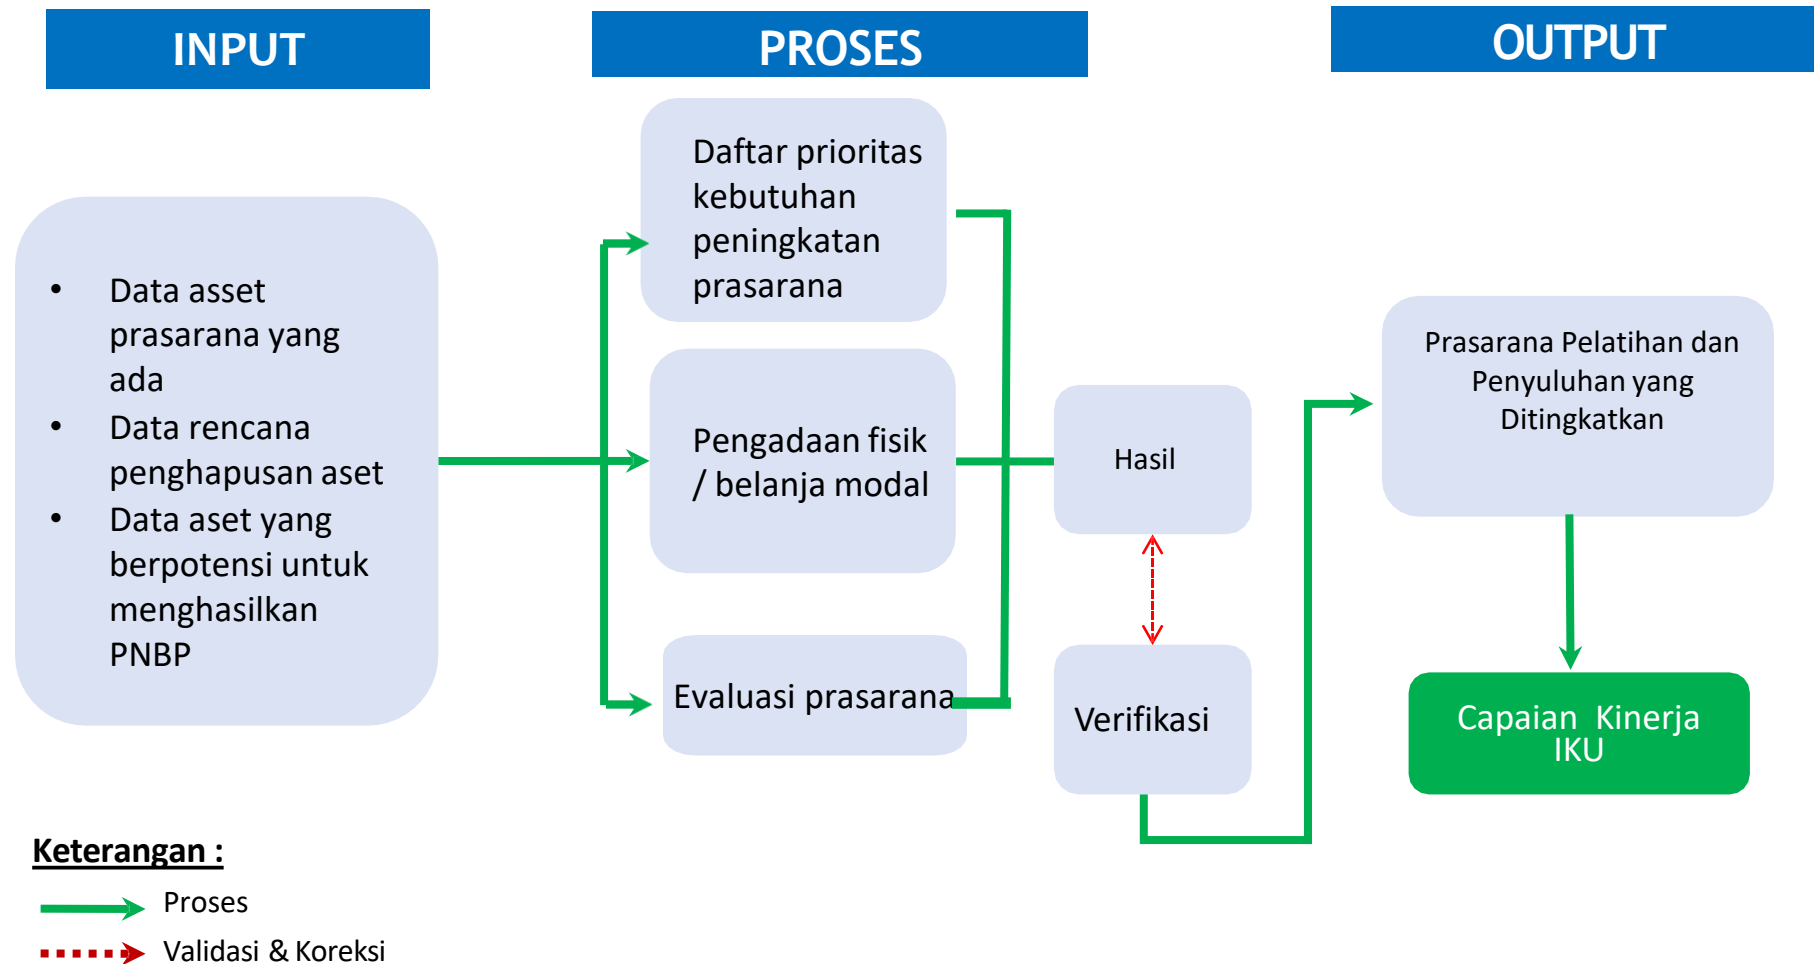 INPUT
PROSES
OUTPUT
• Data asset
prasarana yang
ada
• Data rencana
penghapusan aset
• Data aset yang
berpotensi untuk
menghasilkan
PNBP
Daftar prioritas
kebutuhan
peningkatan
prasarana
Pengadaan fisik
/ belanja modal
Evaluasi prasarana
Hasil
Verifikasi
Prasarana Pelatihan dan
Penyuluhan yang
Ditingkatkan
Capaian Kinerja
IKU
Keterangan :
Proses
Validasi & Koreksi